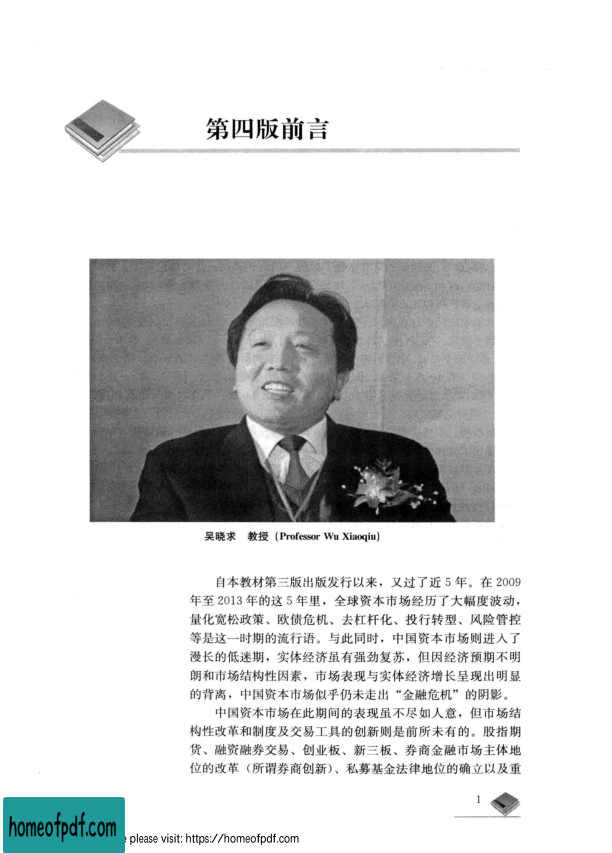 第四版前言
吴晓求 教授 (Professor Wu Xiaoqiu)
自本教材第三版出版发行以来，又过了近 5 年。在 2009
年至 2013 年的这 5 年里，全球资本市场经历了大幅度波动，
量化宽松政策、欧债危机、去杠杆化、投行转型、风险管控
等是这一时期的流行语。与此同时，中国资本市场则进入了
漫长的低迷期，实体经济虽有强劲复苏，但因经济预期不明
朗和市场结构性因素，市场表现与实体经济增长呈现出明显
的背离，中国资本市场似乎仍未走出“金融危机”的阴影。
中国资本市场在此期间的表现虽不尽如人意，但市场结
构性改革和制度及交易工具的创新则是前所未有的。股指期
货、融资融券交易、创业板、新三板、券商金融市场主体地
位的改革（所谓券商创新）、私募基金法律地位的确立以及重
1
homeofpdf.com
please visit: https://homeofpdf.com